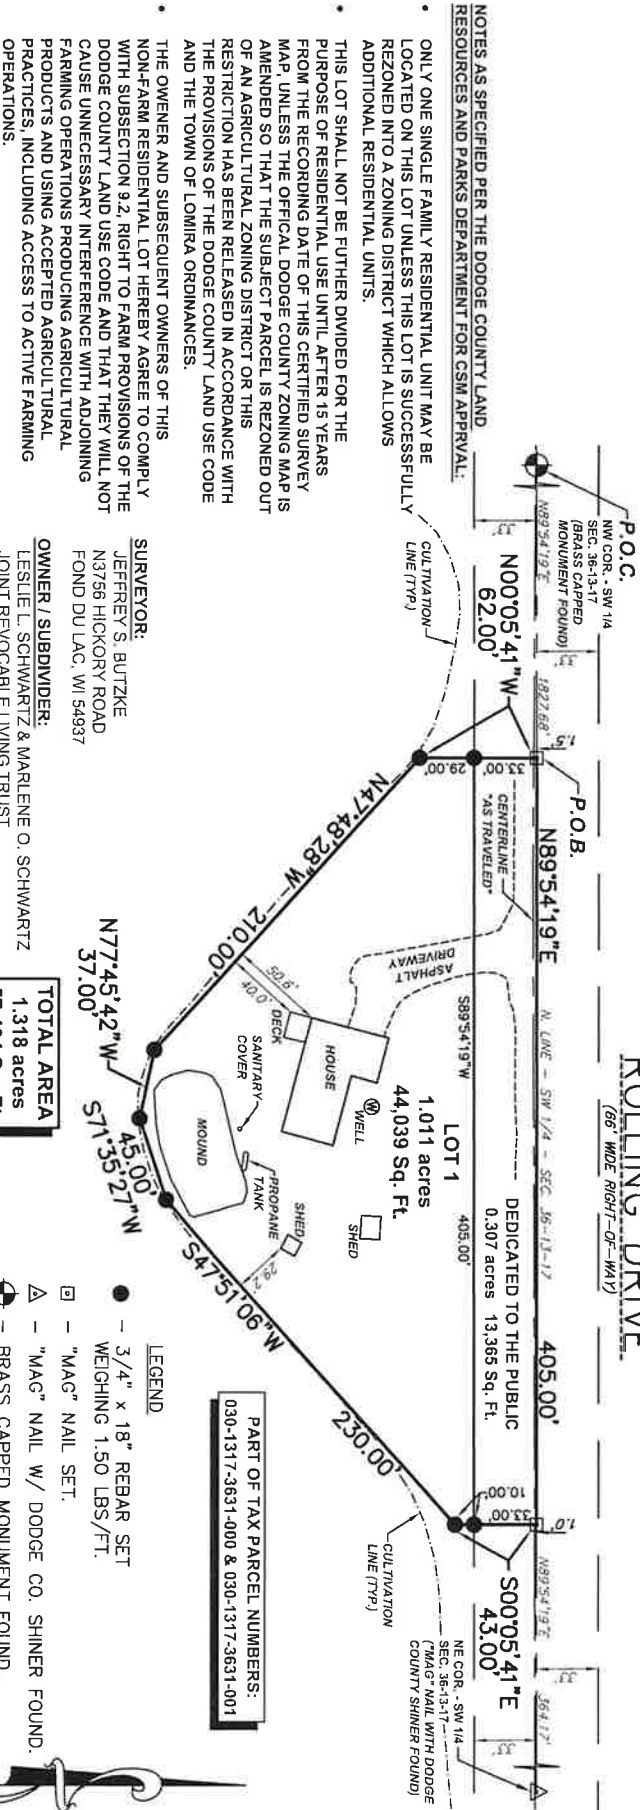 ROLLING DRIVE
(66' WIDE RIGHT-OF-WAY)
NOTES AS SPECIFIED PER THE DODGE COUNTY LAND
RESOURCES AND PARKS DEPARTMENT FOR CSM APPRVAL:
• ONLY ONE SINGLE FAMILY RESIDENTIAL UNIT MAY BE
LOCATED ON THIS LOT UNLESS THIS LOT IS SUCCESSFULLY
REZONED INTO A ZONING DISTRICT WHICH ALLOWS
ADDITIONAL RESIDENTIAL UNITS.
• THIS LOT SHALL NOT BE FUTHER DIVIDED FOR THE
PURPOSE OF RESIDENTIAL USE UNTIL AFTER 15 YEARS
FROM THE RECORDING DATE OF THIS CERTIFIED SURVEY
MAP, UNLESS THE OFFICAL DODGE COUNTY ZONING MAP IS
AMENDED SO THAT THE SUBJECT PARCEL IS REZONED OUT
OF AN AGRICULTURAL ZONING DISTRICT OR THIS
RESTRICTION HAS BEEN RELEASED IN ACCORDANCE WITH
THE PROVISIONS OF THE DODGE COUNTY LAND USE CODE
AND THE TOWN OF LOMIRA ORDINANCES.
• THE OWENER AND SUBSEQUENT OWNERS OF THIS
NON-FARM RESIDENTIAL LOT HEREBY AGREE TO COMPLY
WITH SUBSECTION 9.2, RIGHT TO FARM PROVISIONS OF THE
DODGE COUNTY LAND USE CODE AND THAT THEY WILL NOT
CAUSE UNNECESSARY INTERFERENCE WITH ADJOINING
FARMING OPERATIONS PRODUCING AGRICULTURAL
PRODUCTS AND USING ACCEPTED AGRICULTURAL
PRACTICES, INCLUDING ACCESS TO ACTIVE FARMING
OPERATIONS.
P.O.C.
NW COR. - SW 1/4
SEC. 36-13-17
(BRASS CAPPED
MONUMENT FOUND)
N89°54'19"E
1827.68'
33'
33'
1.5'
P.O.B.
N89°54'19"E
N. LINE - SW 1/4 - SEC. 36-13-17
405.00'
1.0'
N89°54'19"E
364.17'
33'
33'
N00°05'41"W
62.00'
33.00'
29.00'
CENTERLINE
"AS TRAVELED"
CULTIVATION
LINE (TYP.)
ASPHALT
DRIVEWAY
S89°54'19"W
405.00'
DEDICATED TO THE PUBLIC
0.307 acres 13,365 Sq. Ft.
33.00'
10.00'
S00°05'41"E
43.00'
NE COR. - SW 1/4
SEC. 36-13-17
("MAG" NAIL WITH DODGE
COUNTY SHINER FOUND)
LOT 1
1.011 acres
44,039 Sq. Ft.
W
WELL
SHED
HOUSE
DECK
50.6'
40.0'
SANITARY
COVER
PROPANE
TANK
SHED
29.2'
MOUND
N47°48'28"W
210.00'
N77°45'42"W
37.00'
45.00'
S71°35'27"W
S47°51'06"W
230.00'
CULTIVATION
LINE (TYP.)
SURVEYOR:
JEFFREY S. BUTZKE
N3756 HICKORY ROAD
FOND DU LAC, WI 54937
OWNER / SUBDIVIDER:
LESLIE L. SCHWARTZ & MARLENE O. SCHWARTZ
JOINT REVOCABLE LIVING TRUST
TOTAL AREA
1.318 acres
PART OF TAX PARCEL NUMBERS:
030-1317-3631-000 & 030-1317-3631-001
LEGEND
- 3/4" x 18" REBAR SET
WEIGHING 1.50 LBS/FT.
- "MAG" NAIL SET.
- "MAG" NAIL W/ DODGE CO. SHINER FOUND.
- BRASS CAPPED MONUMENT FOUND